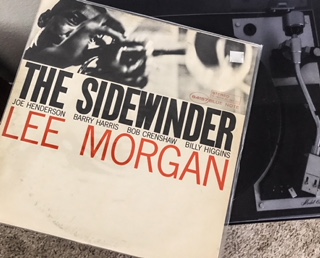 THE SIDEWINDER
JOE HENDERSON BARRY HARRIS BOB CRENSHAW BILLY HIGGINS
LEE MORGAN